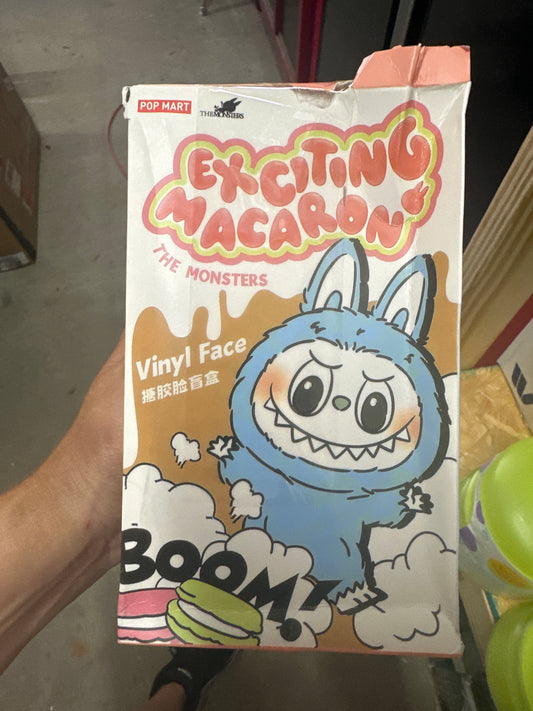 POP MART
THE MONSTERS
EXCITING
MACARON
THE MONSTERS
Vinyl Face
搪胶脸盲盒
BOOM!